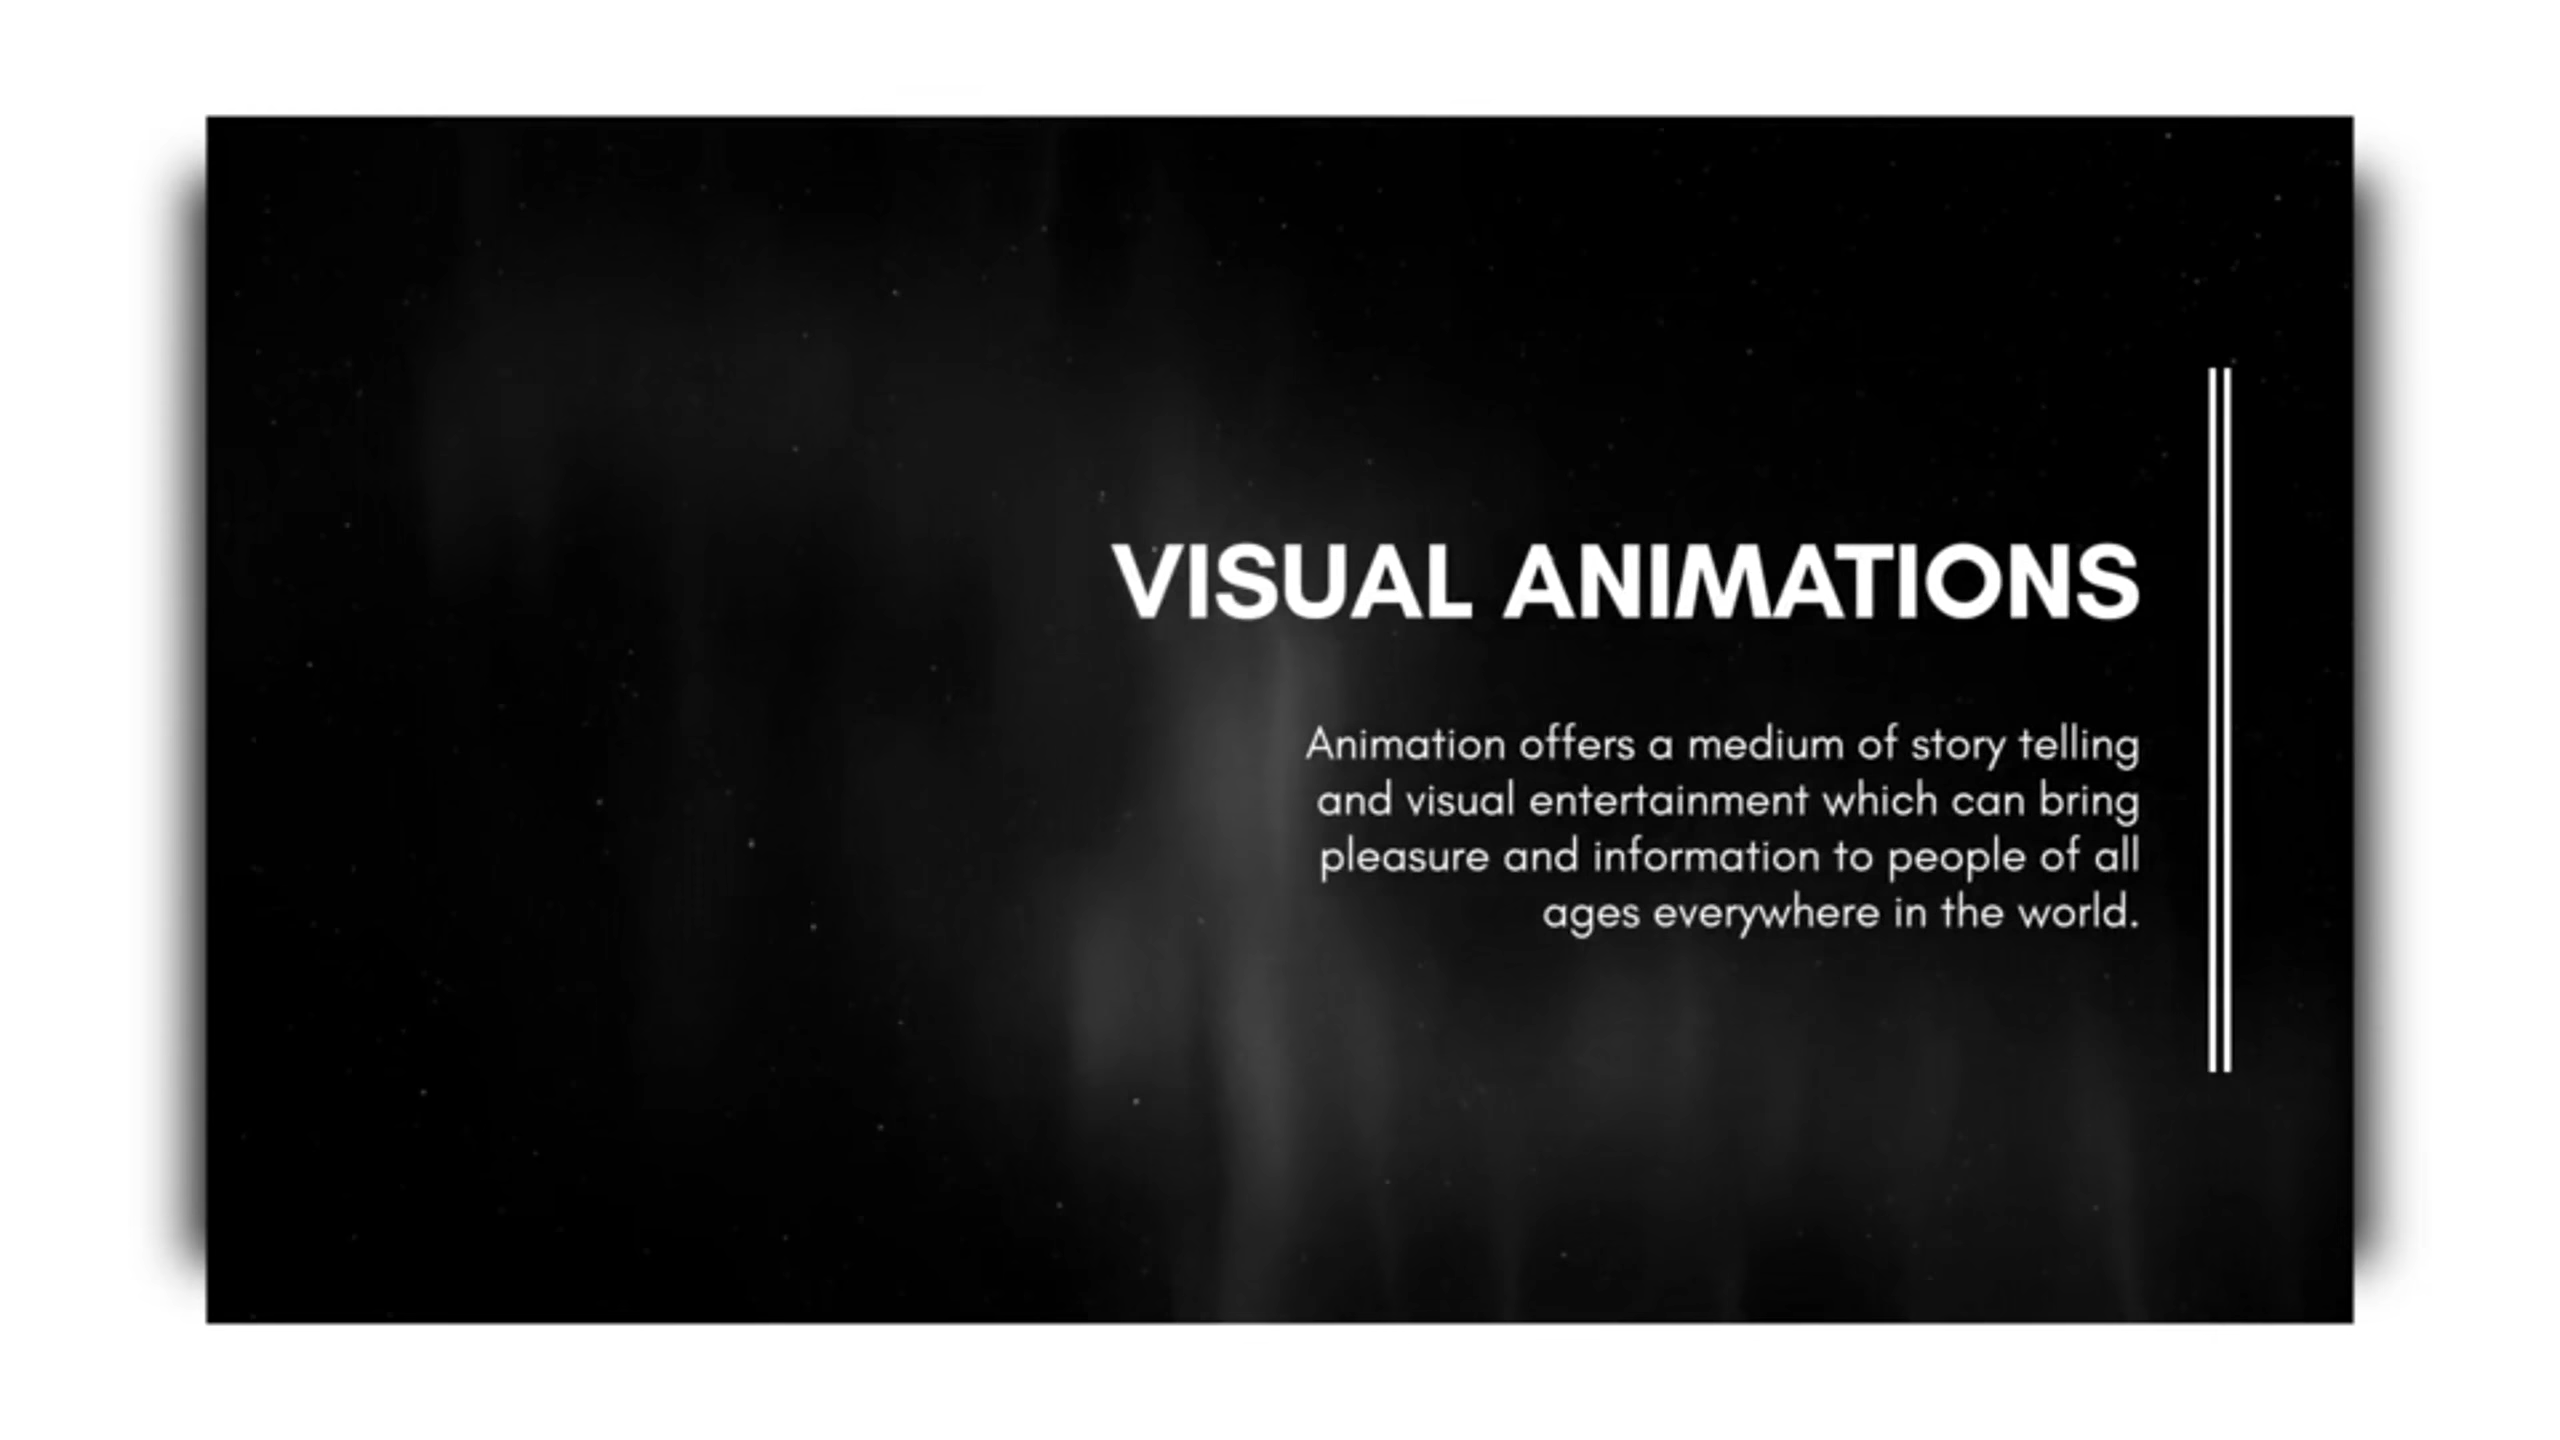 VISUAL ANIMATIONS
Animation offers a medium of story telling
and visual entertainment which can bring
pleasure and information to people of all
ages everywhere in the world.